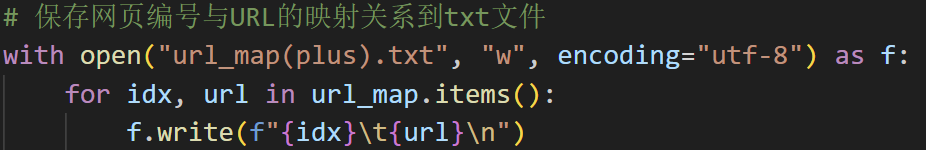 # 保存网页编号与URL的映射关系到txt文件
with open("url_map(plus).txt", "w", encoding="utf-8") as f:
    for idx, url in url_map.items():
        f.write(f"{idx}\t{url}\n")